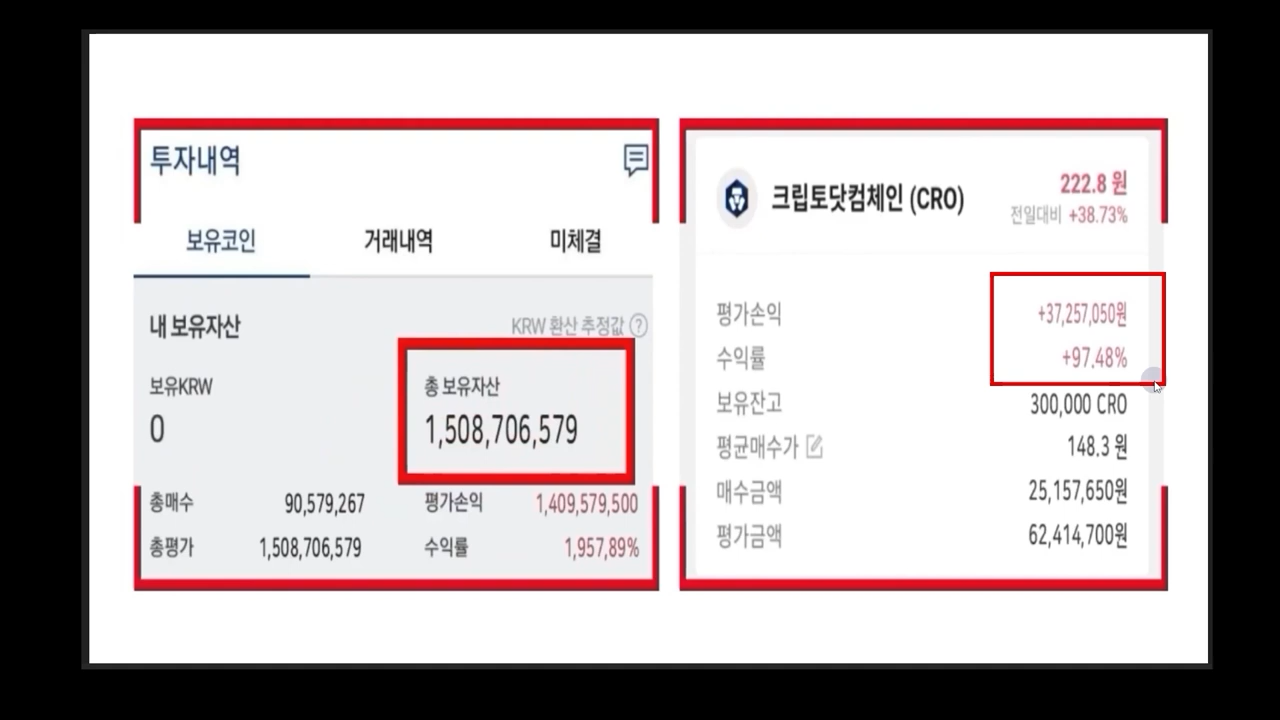 투자내역
보유코인 거래내역 미체결
내 보유자산 KRW 환산 추정값 ?
보유KRW 총 보유자산
0 1,508,706,579
총매수 90,579,267 평가손익 1,409,579,500
총평가 1,508,706,579 수익률 1,957,89%
크립토닷컴체인 (CRO) 222.8 원
전일대비 +38.73%
평가손익 +37,257,050원
수익률 +97.48%
보유잔고 300,000 CRO
평균매수가 148.3 원
매수금액 25,157,650원
평가금액 62,414,700원